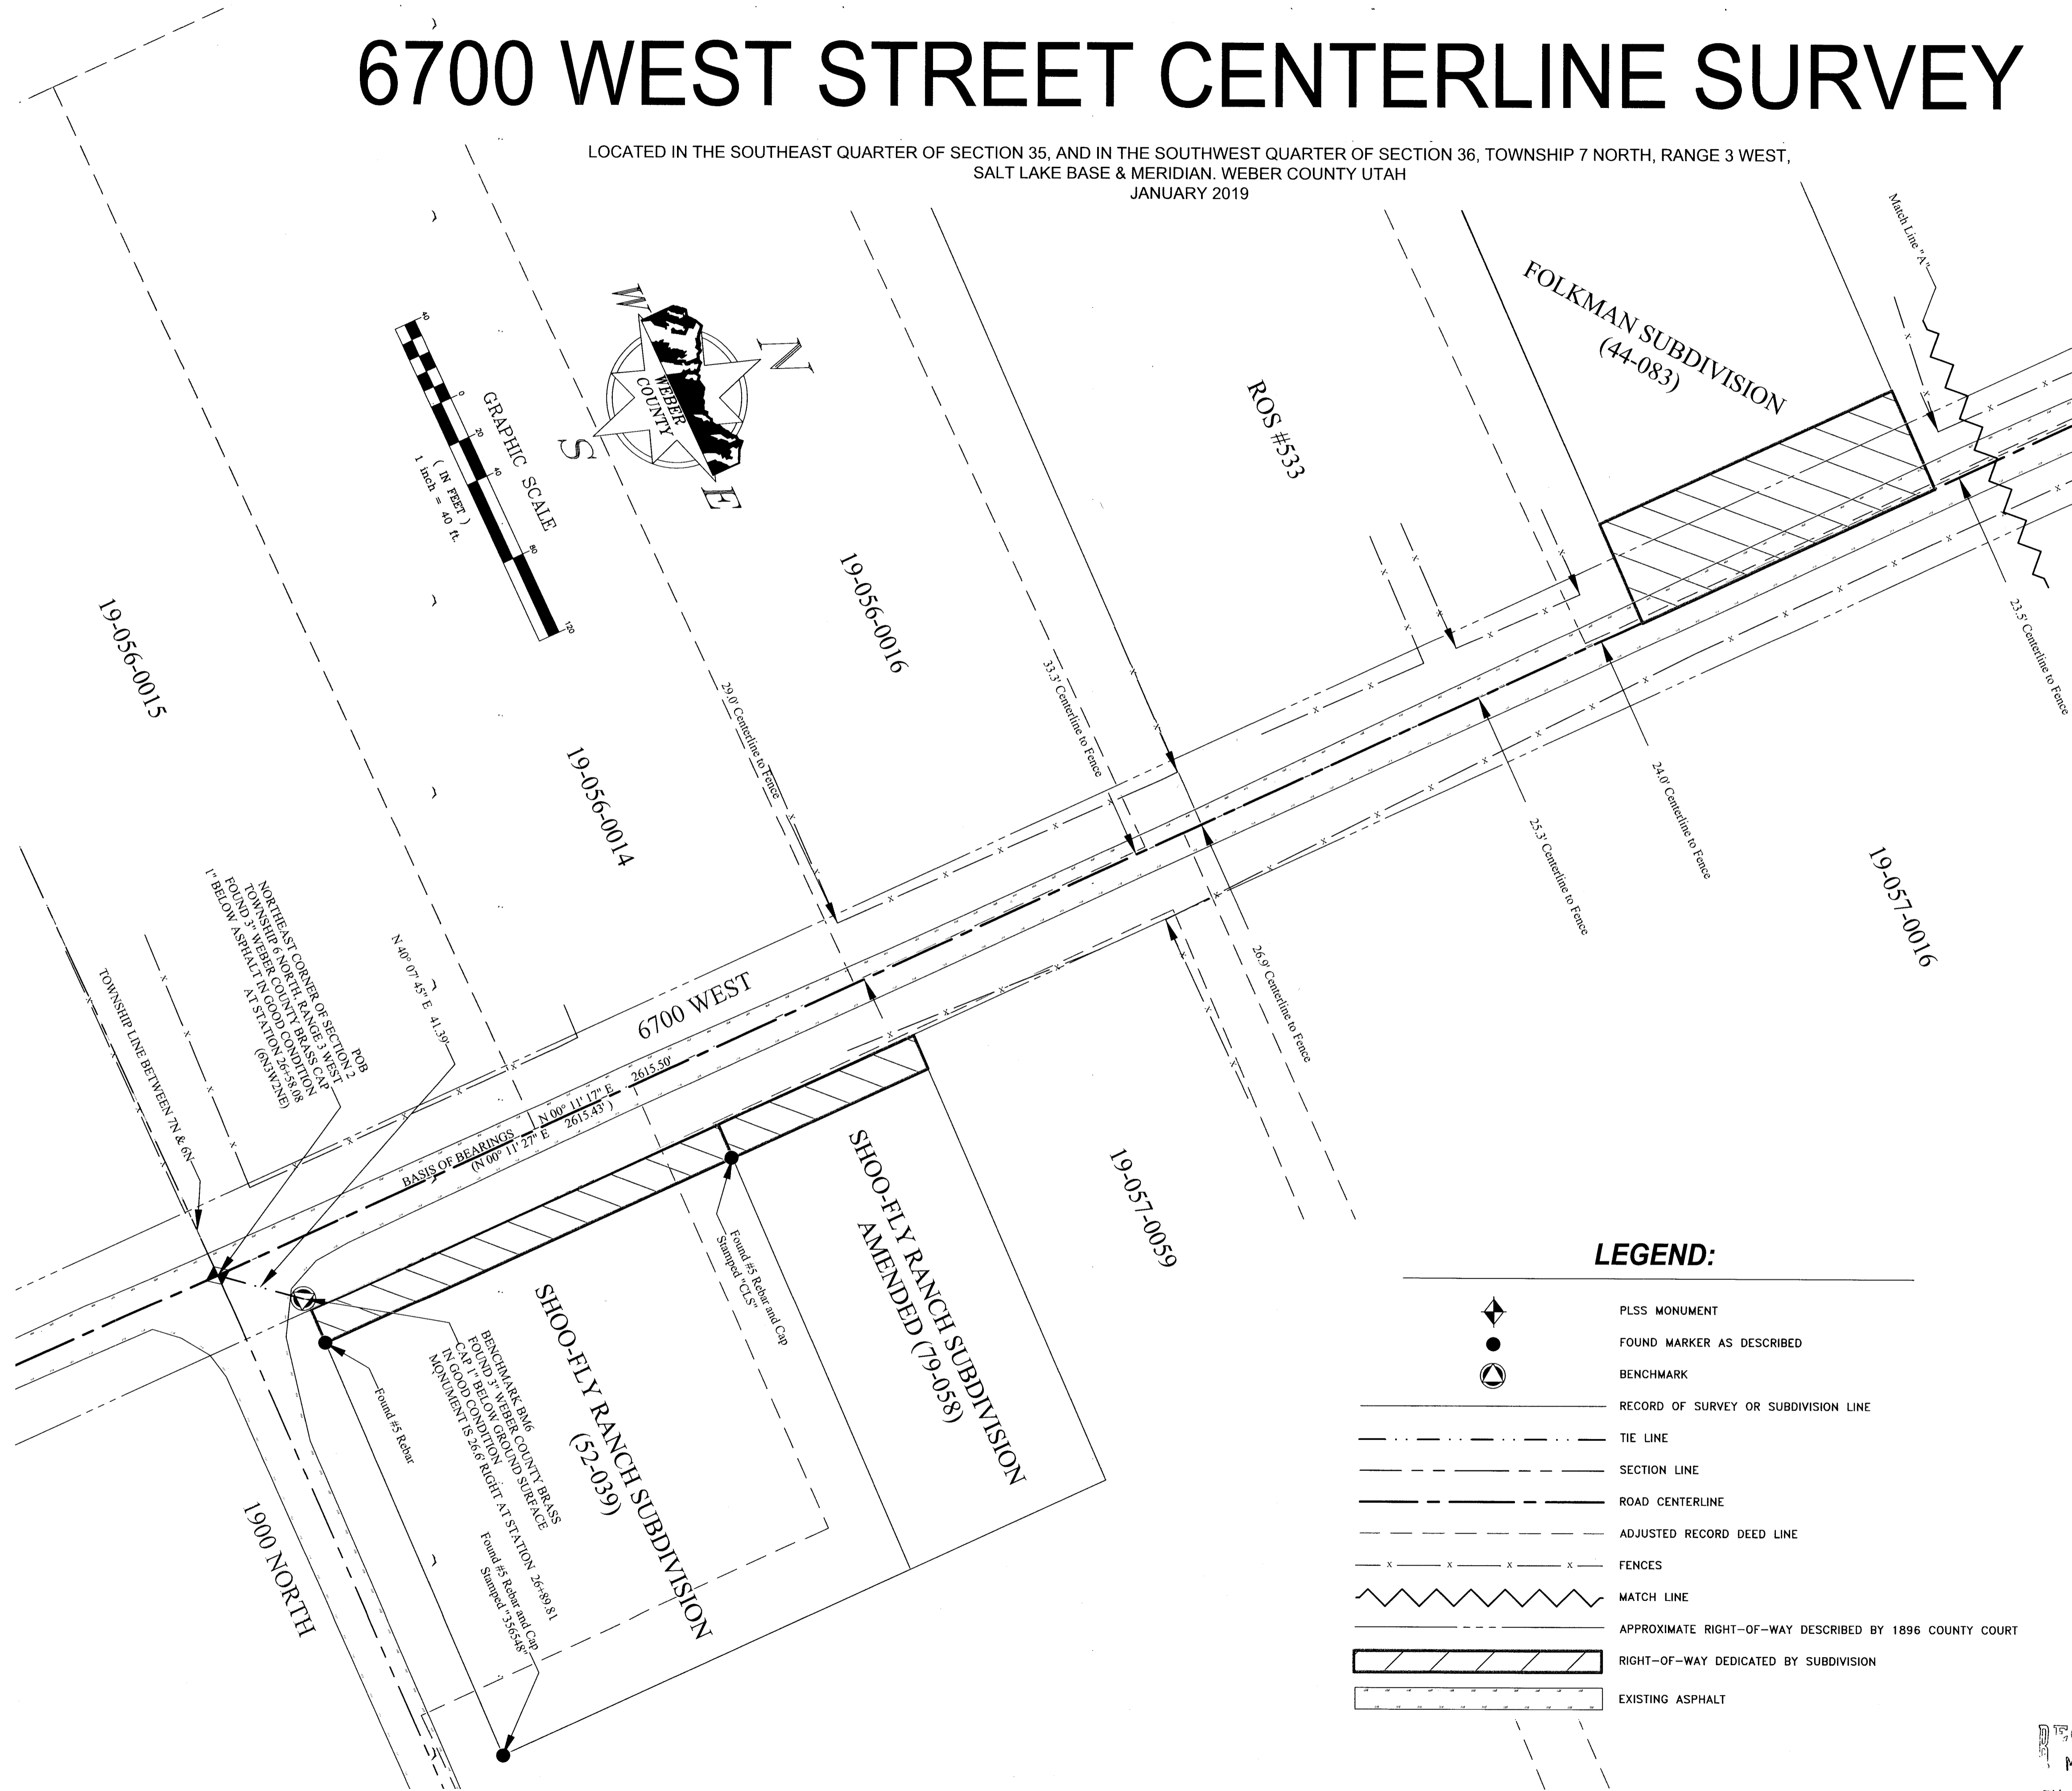 6700 WEST STREET CENTERLINE SURVEY
LOCATED IN THE SOUTHEAST QUARTER OF SECTION 35, AND IN THE SOUTHWEST QUARTER OF SECTION 36, TOWNSHIP 7 NORTH, RANGE 3 WEST,
SALT LAKE BASE & MERIDIAN. WEBER COUNTY UTAH
JANUARY 2019
Match Line "A"
FOLKMAN SUBDIVISION
(44-083)
W
N
S
E
WEBER
COUNTY
GRAPHIC SCALE
40
0
20
40
80
120
( IN FEET )
1 inch = 40 ft.
ROS #533
19-056-0016
19-056-0015
19-056-0014
29.0' Centerline to Fence
33.3' Centerline to Fence
23.5' Centerline to Fence
24.0' Centerline to Fence
25.3' Centerline to Fence
26.9' Centerline to Fence
19-057-0016
19-057-0059
6700 WEST
BASIS OF BEARINGS
N 00° 11' 17" E 2615.50'
(N 00° 11' 27" E 2615.43' )
N 40° 07' 45" E 41.39'
POB
NORTHEAST CORNER OF SECTION 2
TOWNSHIP 6 NORTH, RANGE 3 WEST
FOUND 3" WEBER COUNTY BRASS CAP
1" BELOW ASPHALT IN GOOD CONDITION
AT STATION 26+58.08
(6N3W2NE)
TOWNSHIP LINE BETWEEN 7N & 6N
SHOO-FLY RANCH SUBDIVISION
AMENDED (79-058)
Found #5 Rebar and Cap
Stamped "CLS"
SHOO-FLY RANCH SUBDIVISION
(52-039)
BENCHMARK BM6
FOUND 3" WEBER COUNTY BRASS
CAP 1" BELOW GROUND SURFACE
IN GOOD CONDITION
MONUMENT IS 26.6' RIGHT AT STATION 26+89.81
Found #5 Rebar
Found #5 Rebar and Cap
Stamped "356548"
1900 NORTH
LEGEND:
PLSS MONUMENT
FOUND MARKER AS DESCRIBED
BENCHMARK
RECORD OF SURVEY OR SUBDIVISION LINE
TIE LINE
SECTION LINE
ROAD CENTERLINE
ADJUSTED RECORD DEED LINE
FENCES
MATCH LINE
APPROXIMATE RIGHT-OF-WAY DESCRIBED BY 1896 COUNTY COURT
RIGHT-OF-WAY DEDICATED BY SUBDIVISION
EXISTING ASPHALT